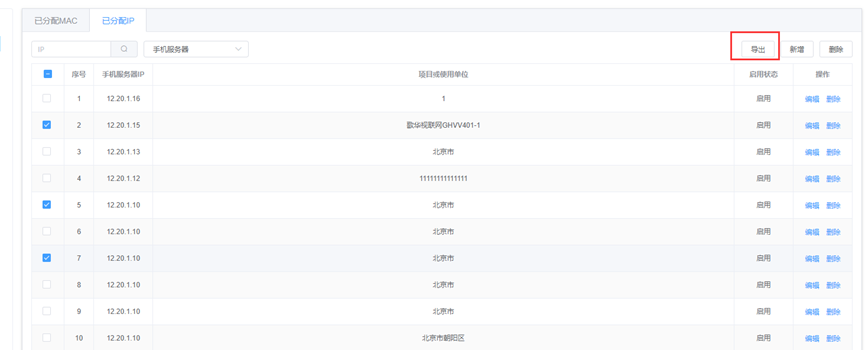 已分配MAC 已分配IP
IP 手机服务器 导出 新增 删除
序号 手机服务器IP 项目或使用单位 启用状态 操作
1 12.20.1.16 1 启用 编辑 删除
2 12.20.1.15 歌华视联网GHVV401-1 启用 编辑 删除
3 12.20.1.13 北京市 启用 编辑 删除
4 12.20.1.12 11111111111111 启用 编辑 删除
5 12.20.1.10 北京市 启用 编辑 删除
6 12.20.1.10 北京市 启用 编辑 删除
7 12.20.1.10 北京市 启用 编辑 删除
8 12.20.1.10 北京市 启用 编辑 删除
9 12.20.1.10 北京市 启用 编辑 删除
10 12.20.1.10 北京市朝阳区 启用 编辑 删除